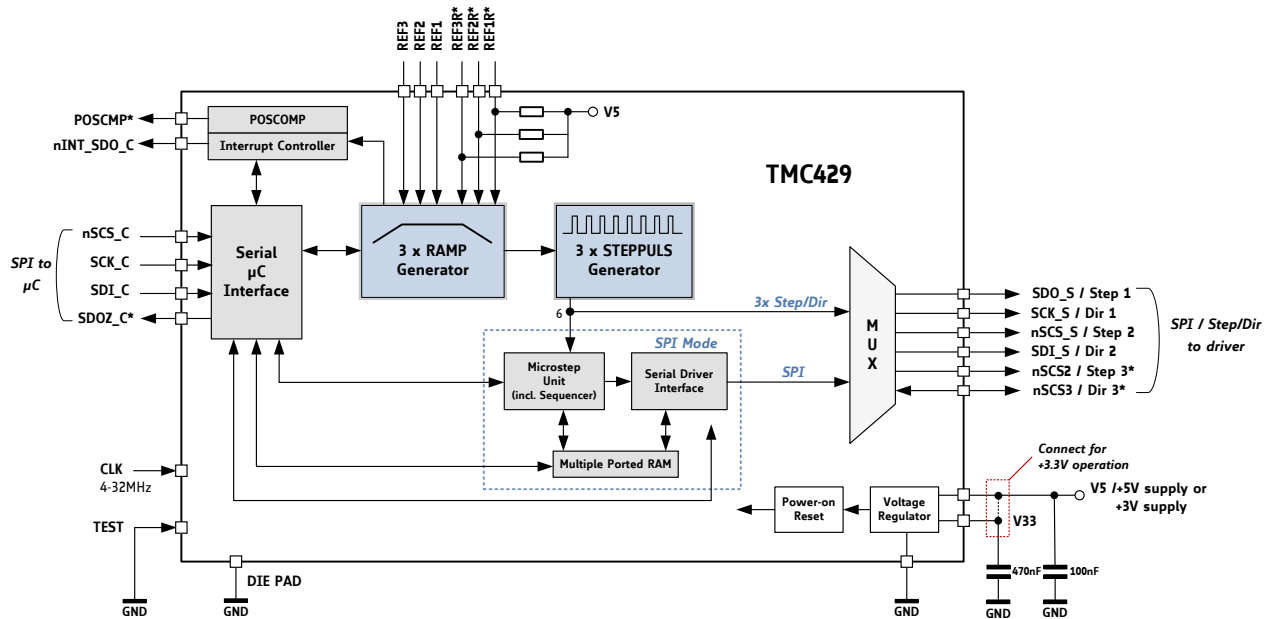 REF3
REF2
REF1
REF3R*
REF2R*
REF1R*
V5
POSCMP*
nINT_SDO_C
POSCOMP
Interrupt Controller
TMC429
SPI to
µC
nSCS_C
SCK_C
SDI_C
SDOZ_C*
Serial
µC
Interface
3 x RAMP
Generator
3 x STEPPULS
Generator
6
3x Step/Dir
SPI Mode
Microstep
Unit
(incl. Sequencer)
Serial Driver
Interface
SPI
Multiple Ported RAM
M
U
X
SDO_S / Step 1
SCK_S / Dir 1
nSCS_S / Step 2
SDI_S / Dir 2
nSCS2 / Step 3*
nSCS3 / Dir 3*
SPI / Step/Dir
to driver
CLK
4-32MHz
TEST
Power-on
Reset
Voltage
Regulator
Connect for
+3.3V operation
V5 /+5V supply or
+3V supply
V33
470nF
100nF
DIE PAD
GND
GND
GND
GND
GND